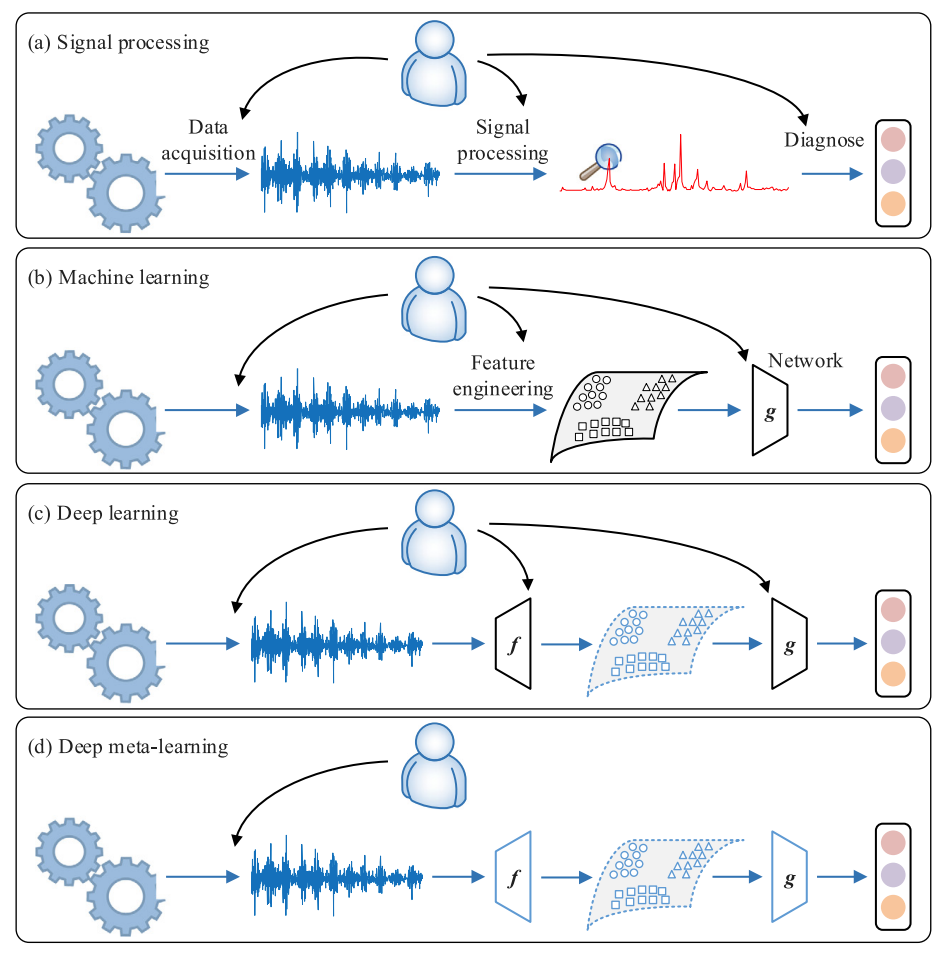 (a) Signal processing
Data
acquisition
Signal
processing
Diagnose
(b) Machine learning
Feature
engineering
Network
g
(c) Deep learning
f
g
(d) Deep meta-learning
f
g